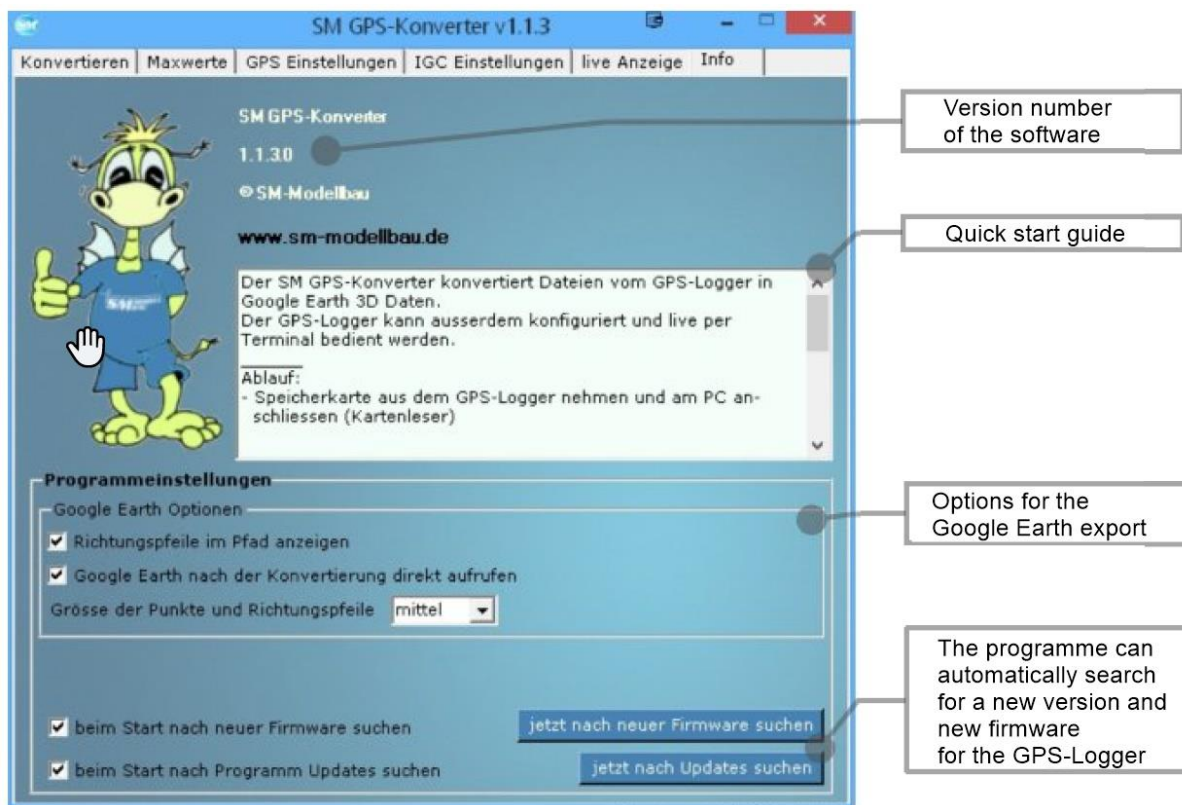 SM GPS-Konverter v1.1.3
Konvertieren Maxwerte GPS Einstellungen IGC Einstellungen live Anzeige Info
SM GPS-Konverter
1.1.3.0
© SM-Modellbau
www.sm-modellbau.de
Der SM GPS-Konverter konvertiert Dateien vom GPS-Logger in
Google Earth 3D Daten.
Der GPS-Logger kann ausserdem konfiguriert und live per
Terminal bedient werden.
Ablauf:
- Speicherkarte aus dem GPS-Logger nehmen und am PC an-
schliessen (Kartenleser)
Programmeinstellungen
Google Earth Optionen
Richtungspfeile im Pfad anzeigen
Google Earth nach der Konvertierung direkt aufrufen
Grösse der Punkte und Richtungspfeile mittel
beim Start nach neuer Firmware suchen jetzt nach neuer Firmware suchen
beim Start nach Programm Updates suchen jetzt nach Updates suchen
Version number
of the software
Quick start guide
Options for the
Google Earth export
The programme can
automatically search
for a new version and
new firmware
for the GPS-Logger